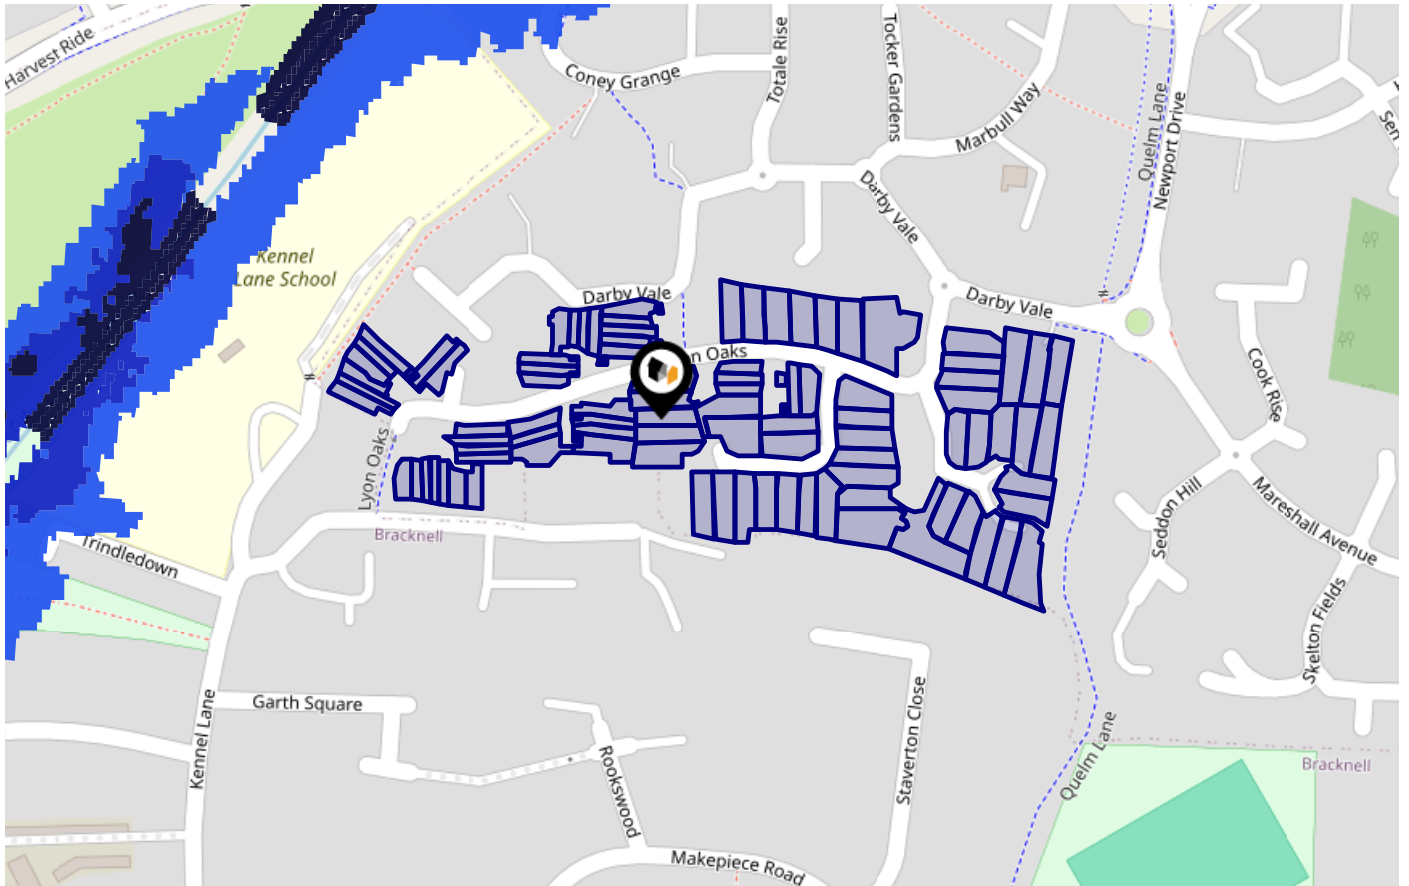 Harvest Ride
Coney Grange
Totale Rise
Tocker Gardens
Marbull Way
Quelm Lane
Newport Drive
Darby Vale
Kennel
Lane School
Darby Vale
Darby Vale
n Oaks
Cook Rise
Lyon Oaks
Bracknell
Trindledown
Seddon Hill
Mareshall Avenue
Skelton Fields
Garth Square
Kennel Lane
Rookswood
Staverton Close
Quelm Lane
Bracknell
Makepiece Road